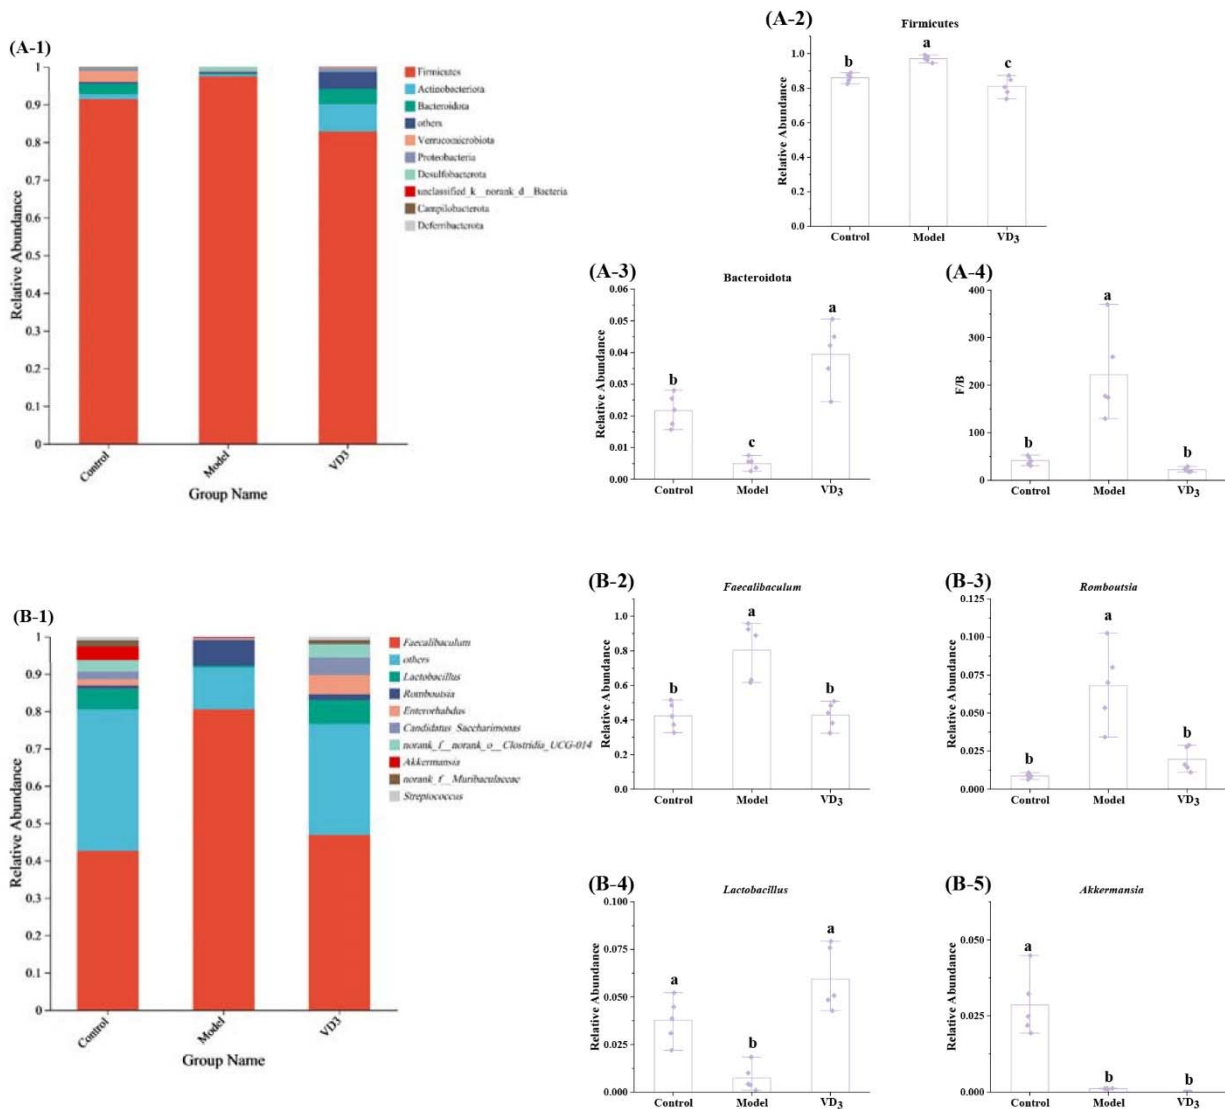 (A-1)
Relative Abundance
1
0.9
0.8
0.7
0.6
0.5
0.4
0.3
0.2
0.1
0
Control
Model
VD3
Group Name
Firmicutes
Actinobacteriota
Bacteroidota
others
Verrucomicrobiota
Proteobacteria
Desulfobacterota
unclassified_k__norank_d__Bacteria
Campilobacterota
Deferribacterota
(A-2)
Firmicutes
Relative Abundance
1.0
0.8
0.6
0.4
0.2
0.0
b
a
c
Control
Model
VD3
(A-3)
Bacteroidota
Relative Abundance
0.06
0.05
0.04
0.03
0.02
0.01
0.00
b
c
a
Control
Model
VD3
(A-4)
F/B
400
300
200
100
0
b
a
b
Control
Model
VD3
(B-1)
Relative Abundance
1
0.9
0.8
0.7
0.6
0.5
0.4
0.3
0.2
0.1
0
Control
Model
VD3
Group Name
Faecalibaculum
others
Lactobacillus
Romboutsia
Enterorhabdus
Candidatus_Saccharimonas
norank_f__norank_o__Clostridia_UCG-014
Akkermansia
norank_f__Muribaculaceae
Streptococcus
(B-2)
Faecalibaculum
Relative Abundance
1.0
0.8
0.6
0.4
0.2
0.0
b
a
b
Control
Model
VD3
(B-3)
Romboutsia
Relative Abundance
0.125
0.100
0.075
0.050
0.025
0.000
b
a
b
Control
Model
VD3
(B-4)
Lactobacillus
Relative Abundance
0.100
0.075
0.050
0.025
0.000
a
b
a
Control
Model
VD3
(B-5)
Akkermansia
Relative Abundance
0.050
0.025
0.000
a
b
b
Control
Model
VD3